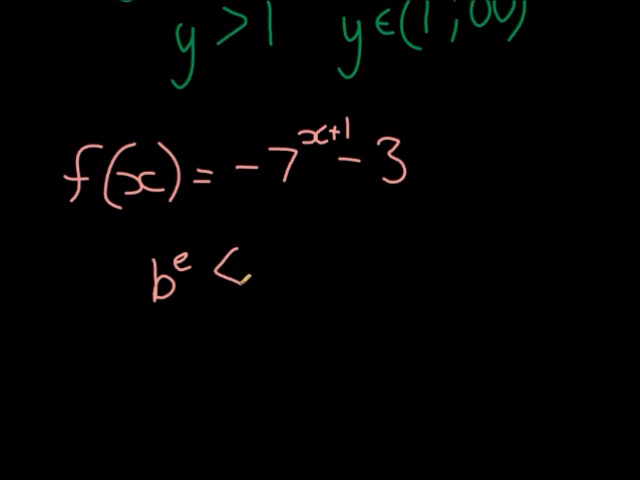 y > 1 y ∈ (1 ; ∞)
f(x) = -7^{x+1} - 3
b^e <